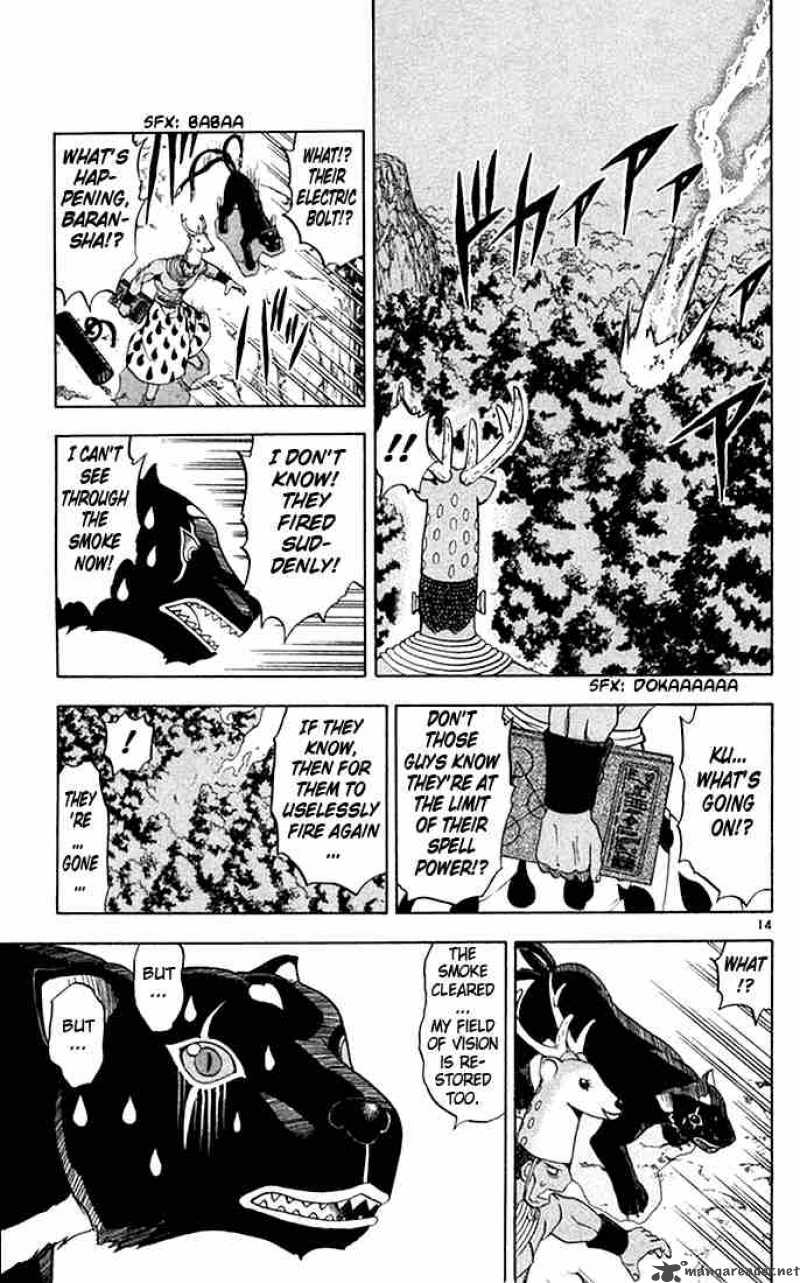 !!
SFX: DOKAAAAAA
SFX: BABAA
WHAT!?
THEIR
ELECTRIC
BOLT!?
WHAT'S
HAP-
PENING,
BARAN-
SHA!?
I DON'T
KNOW!
THEY
FIRED
SUD-
DENLY!
I CAN'T
SEE
THROUGH
THE
SMOKE
NOW!
KU...
WHAT'S
GOING
ON!?
DON'T
THOSE
GUYS KNOW
THEY'RE AT
THE LIMIT
OF THEIR
SPELL
POWER!?
IF THEY
KNOW,
THEN FOR
THEM TO
USELESSLY
FIRE AGAIN
...
!
THEY
'RE
...
GONE
...
14
WHAT
!?
THE
SMOKE
CLEARED
...
MY FIELD
OF VISION
IS RE-
STORED
TOO.
BUT
...
BUT
...
mangareader.net